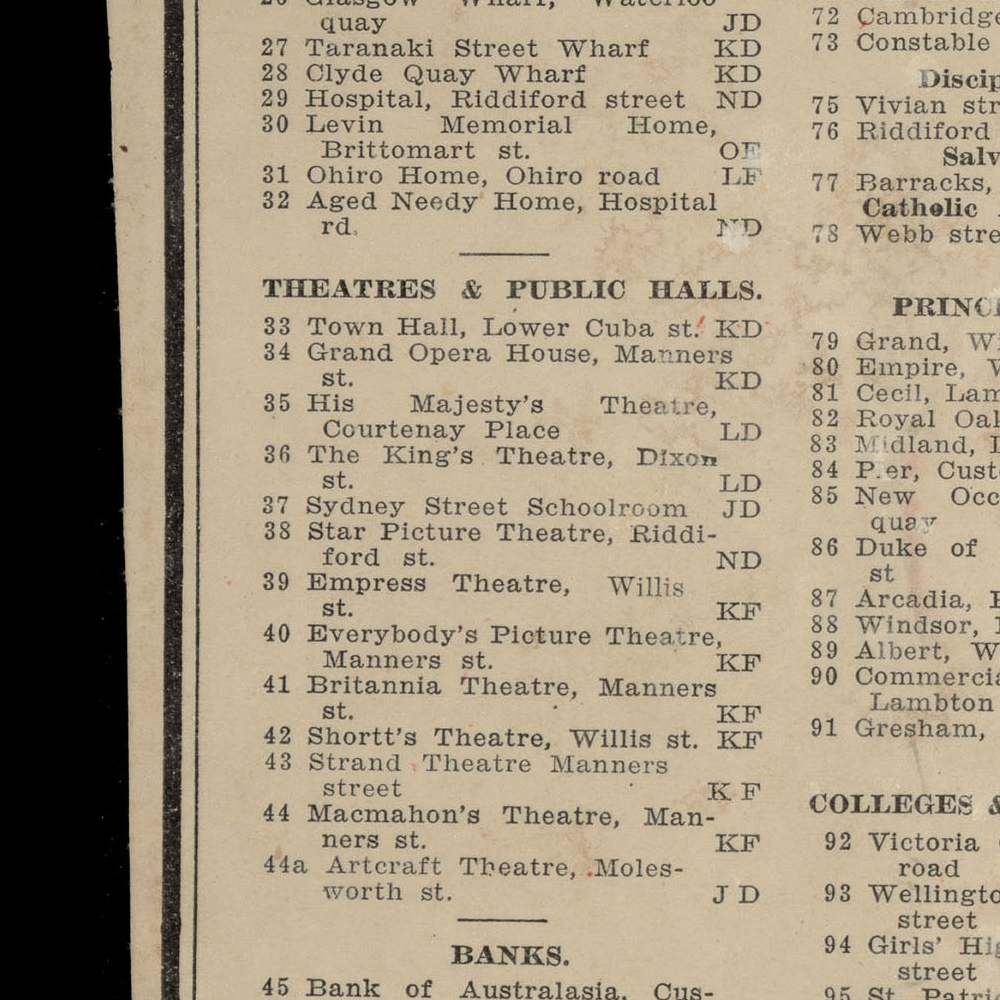 26 Glasgow Wharf, Waterloo
quay JD
27 Taranaki Street Wharf KD
28 Clyde Quay Wharf KD
29 Hospital, Riddiford street ND
30 Levin Memorial Home,
Brittomart st. OE
31 Ohiro Home, Ohiro road LF
32 Aged Needy Home, Hospital
rd. ND
THEATRES & PUBLIC HALLS.
33 Town Hall, Lower Cuba st. KD
34 Grand Opera House, Manners
st. KD
35 His Majesty's Theatre,
Courtenay Place LD
36 The King's Theatre, Dixon
st. LD
37 Sydney Street Schoolroom JD
38 Star Picture Theatre, Riddi-
ford st. ND
39 Empress Theatre, Willis
st. KF
40 Everybody's Picture Theatre,
Manners st. KF
41 Britannia Theatre, Manners
st. KF
42 Shortt's Theatre, Willis st. KF
43 Strand Theatre Manners
street K F
44 Macmahon's Theatre, Man-
ners st. KF
44a Artcraft Theatre, Moles-
worth st. J D
BANKS.
45 Bank of Australasia, Cus-
72 Cambridge
73 Constable
Discip
75 Vivian str
76 Riddiford
Salv
77 Barracks,
Catholic
78 Webb stre
PRINC
79 Grand, Wi
80 Empire,
81 Cecil, Lam
82 Royal Oak
83 Midland,
84 Pier, Cust
85 New Occ
quay
86 Duke of
st
87 Arcadia,
88 Windsor,
89 Albert, W
90 Commercia
Lambton
91 Gresham,
COLLEGES &
92 Victoria
road
93 Wellingto
street
94 Girls' Hig
street
95 St. Patri